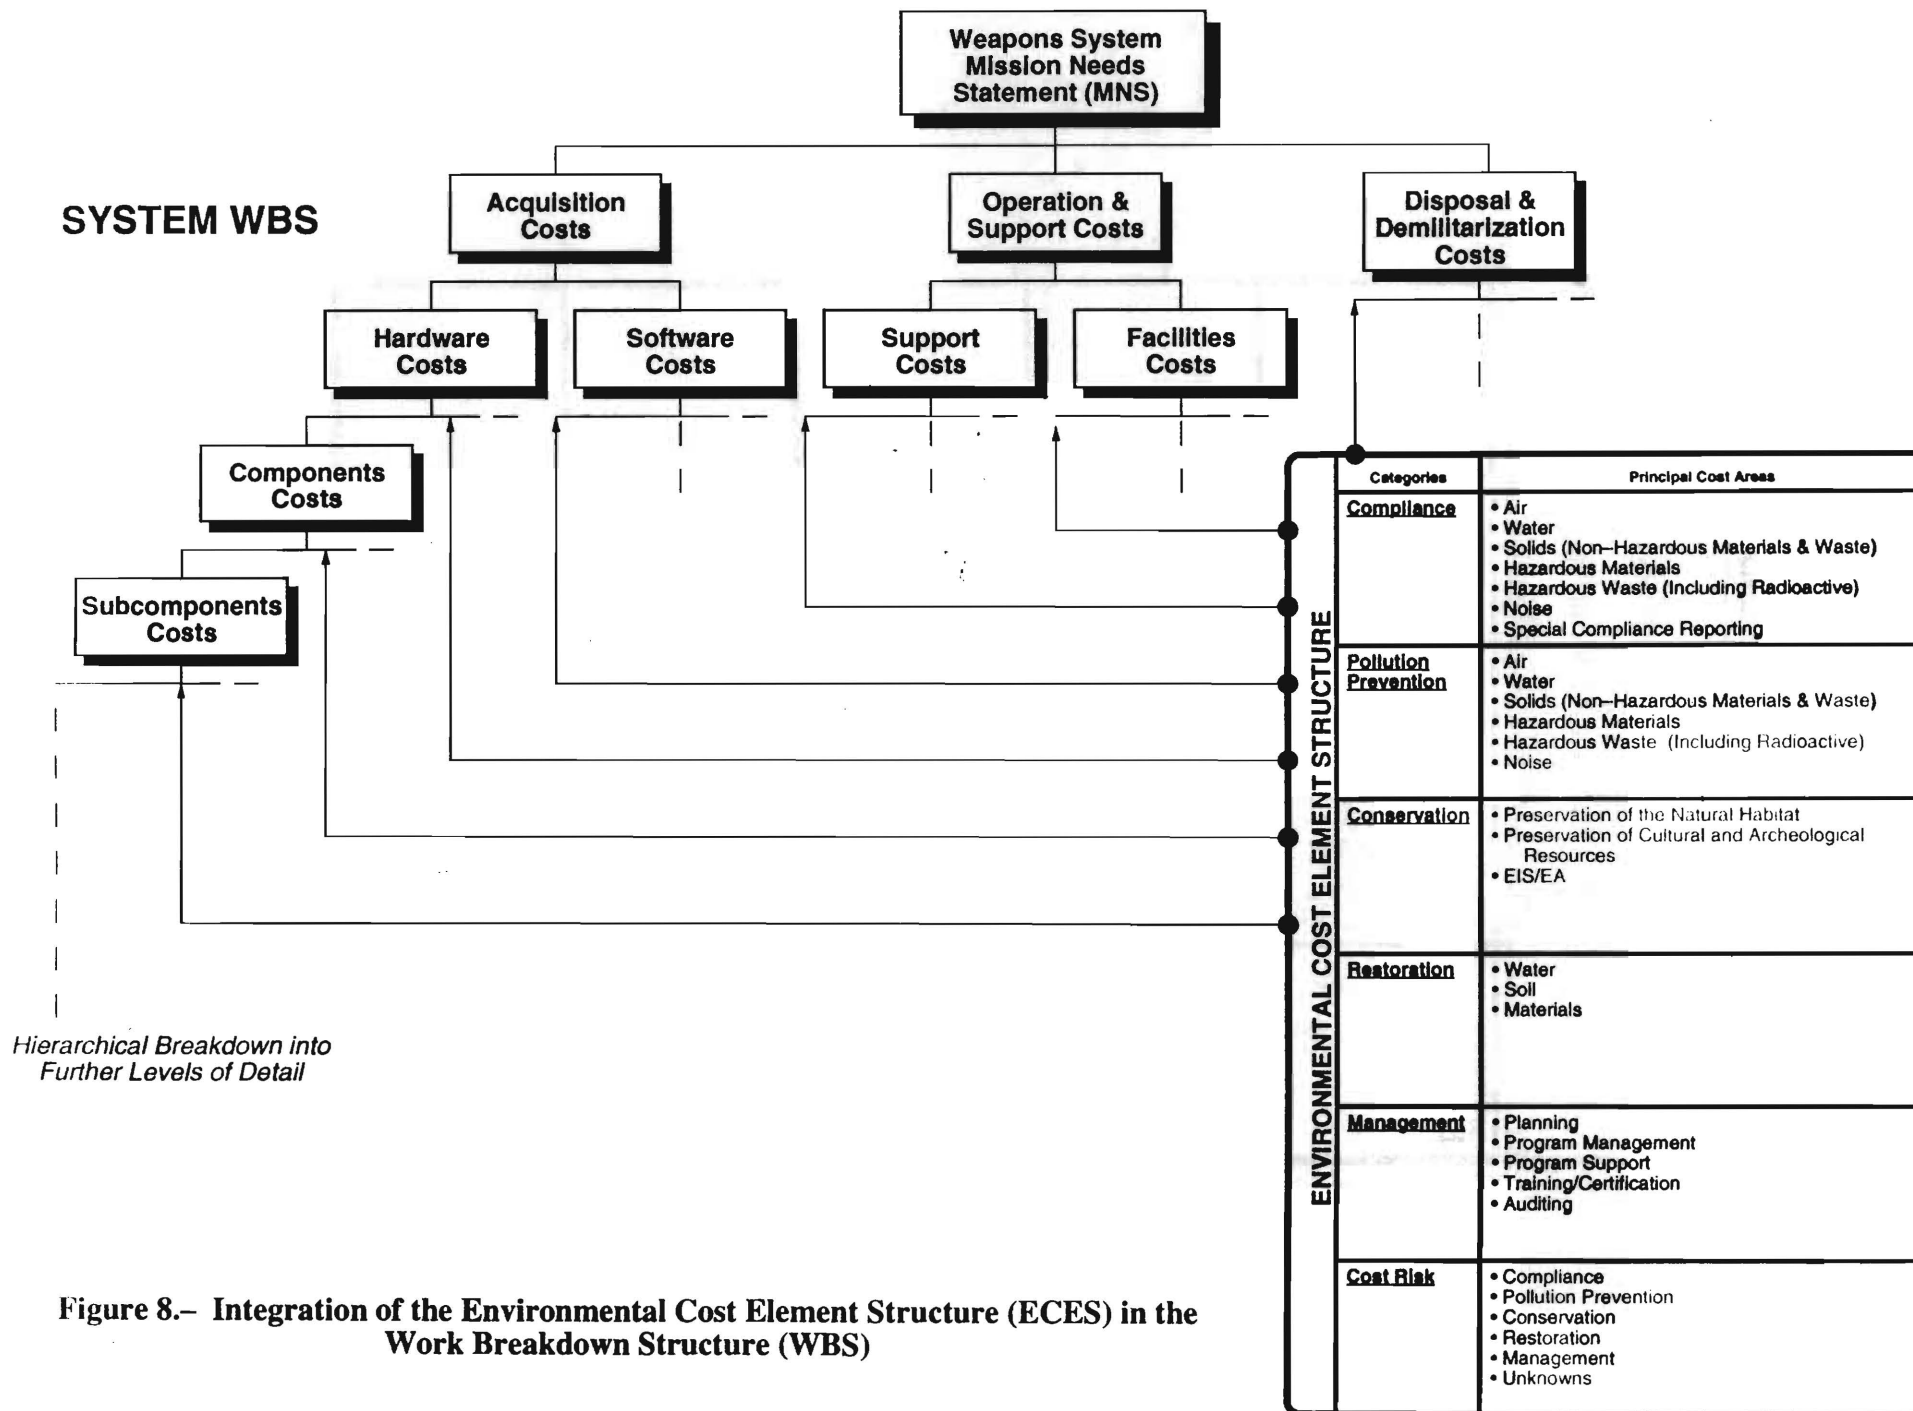 Weapons System
Mission Needs
Statement (MNS)
SYSTEM WBS
Acquisition
Costs
Operation &
Support Costs
Disposal &
Demilitarization
Costs
Hardware
Costs
Software
Costs
Support
Costs
Facilities
Costs
Components
Costs
Subcomponents
Costs
Hierarchical Breakdown into
Further Levels of Detail
ENVIRONMENTAL COST ELEMENT STRUCTURE
Categories
Principal Cost Areas
Compliance
• Air
• Water
• Solids (Non–Hazardous Materials & Waste)
• Hazardous Materials
• Hazardous Waste (Including Radioactive)
• Noise
• Special Compliance Reporting
Pollution
Prevention
• Air
• Water
• Solids (Non–Hazardous Materials & Waste)
• Hazardous Materials
• Hazardous Waste (Including Radioactive)
• Noise
Conservation
• Preservation of the Natural Habitat
• Preservation of Cultural and Archeological
Resources
• EIS/EA
Restoration
• Water
• Soil
• Materials
Management
• Planning
• Program Management
• Program Support
• Training/Certification
• Auditing
Cost Risk
• Compliance
• Pollution Prevention
• Conservation
• Restoration
• Management
• Unknowns
Figure 8.– Integration of the Environmental Cost Element Structure (ECES) in the
Work Breakdown Structure (WBS)